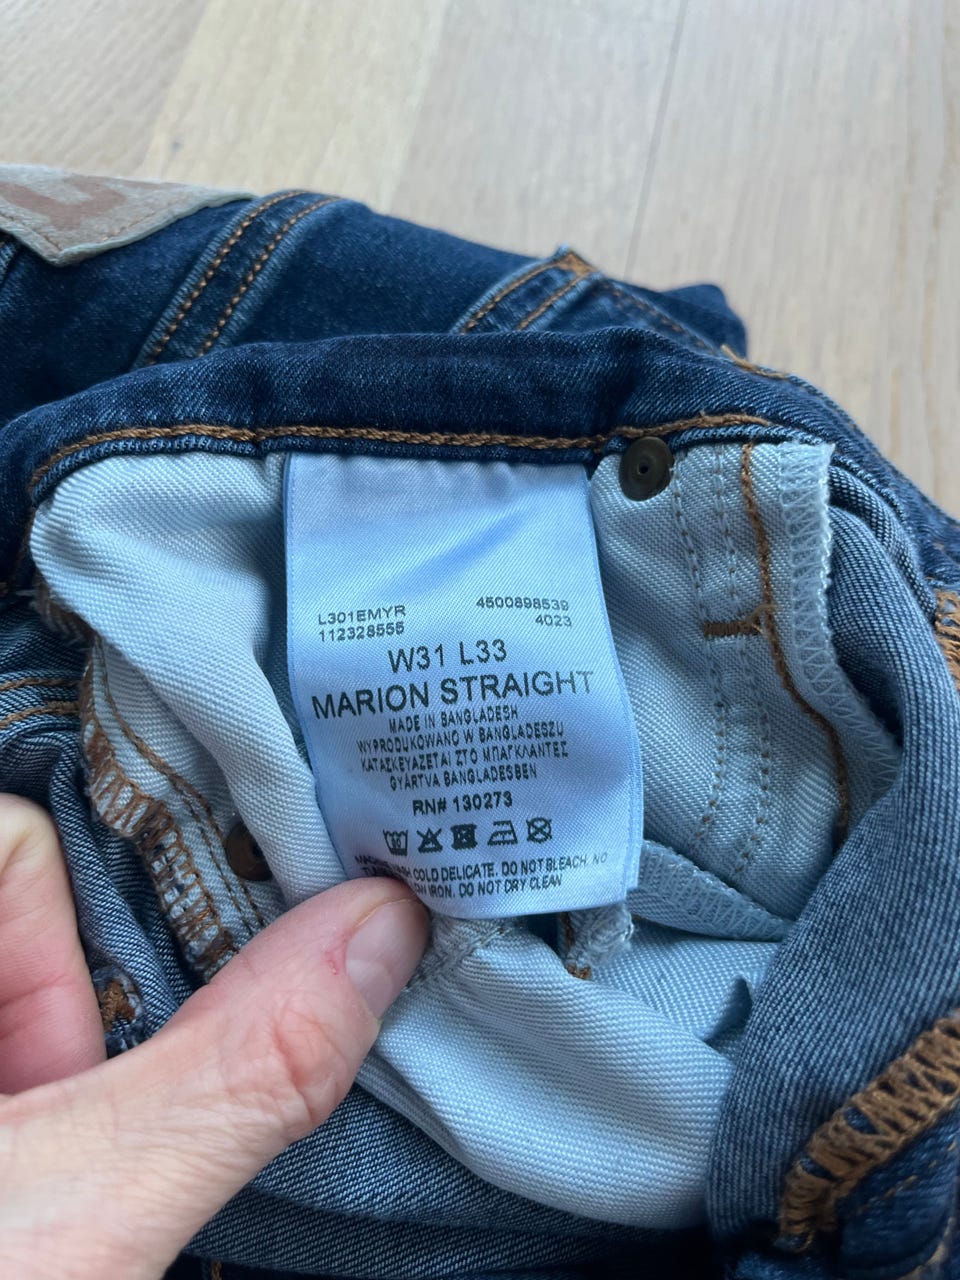 L301EMYR 4500898539
112328555 4023
W31 L33
MARION STRAIGHT
MADE IN BANGLADESH
WYPRODUKOWANO W BANGLADESZU
ΚΑΤΑΣΚΕΥΑΖΕΤΑΙ ΣΤΟ ΜΠΑΓΚΛΑΝΤΕΣ
GYÁRTVA BANGLADESBEN
RN# 130273
COLD DELICATE. DO NOT BLEACH. NO
IRON. DO NOT DRY CLEAN